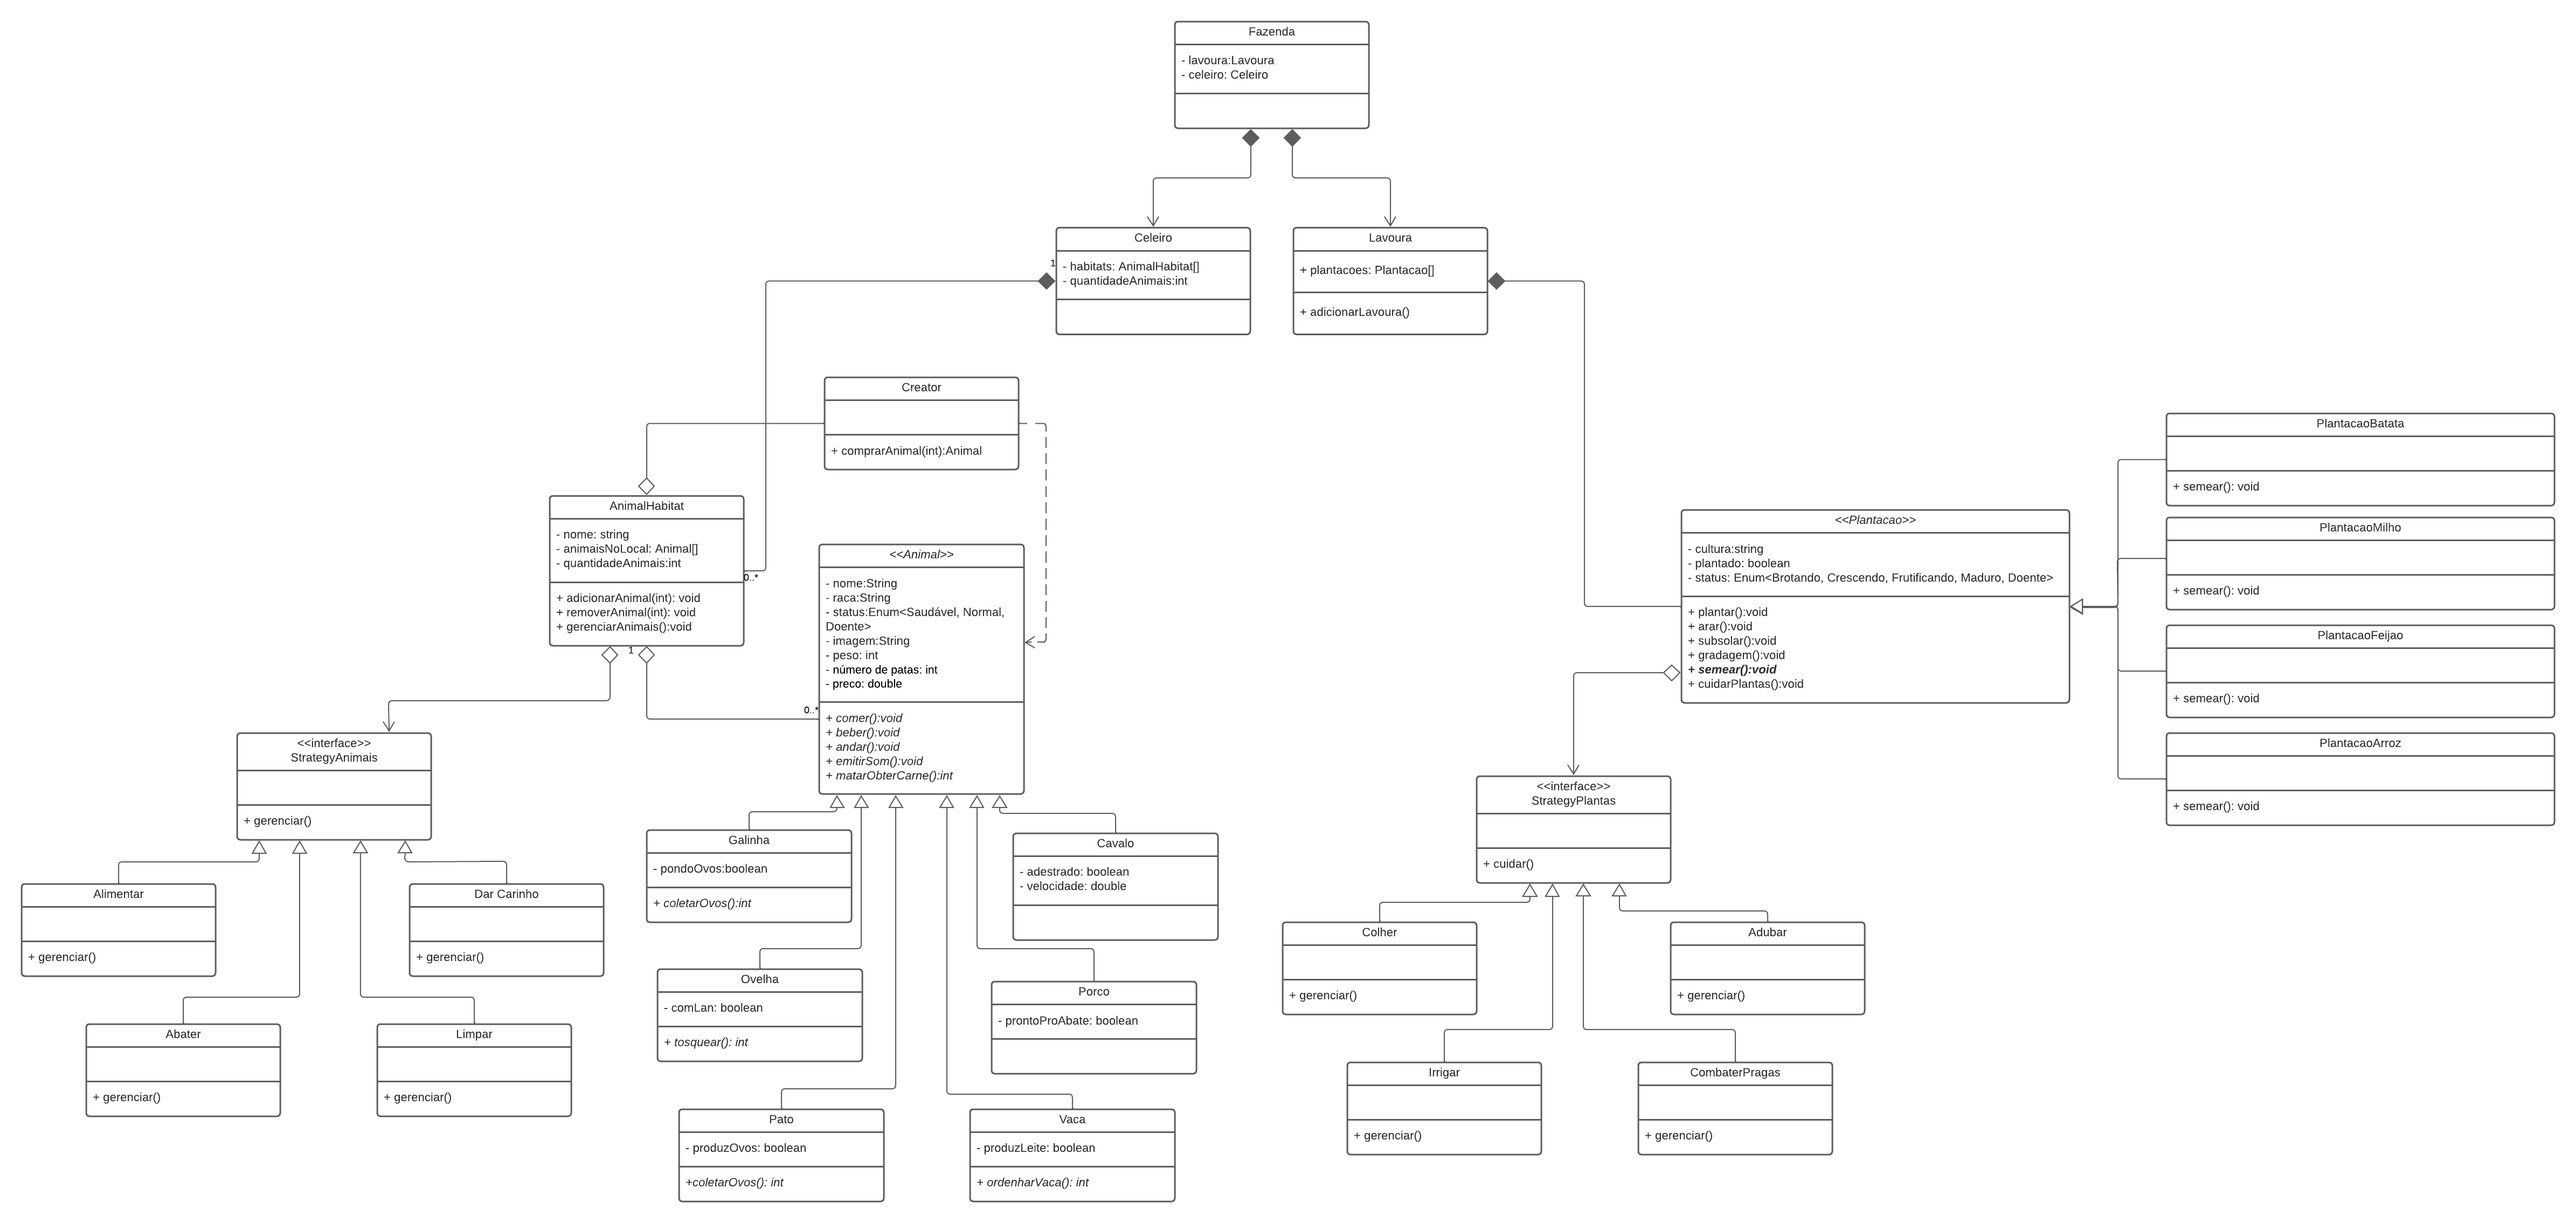 Fazenda
- lavoura:Lavoura
- celeiro: Celeiro
Celeiro
1
- habitats: AnimalHabitat[]
- quantidadeAnimais:int
Lavoura
+ plantacoes: Plantacao[]
+ adicionarLavoura()
Creator
+ comprarAnimal(int):Animal
AnimalHabitat
- nome: string
- animaisNoLocal: Animal[]
- quantidadeAnimais:int
0..*
+ adicionarAnimal(int): void
+ removerAnimal(int): void
+ gerenciarAnimais():void
1
<<Animal>>
- nome:String
- raca:String
- status:Enum<Saudável, Normal,
Doente>
- imagem:String
- peso: int
- número de patas: int
- preco: double
0..*
+ comer():void
+ beber():void
+ andar():void
+ emitirSom():void
+ matarObterCarne():int
<<Plantacao>>
- cultura:string
- plantado: boolean
- status: Enum<Brotando, Crescendo, Frutificando, Maduro, Doente>
+ plantar():void
+ arar():void
+ subsolar():void
+ gradagem():void
+ semear():void
+ cuidarPlantas():void
PlantacaoBatata
+ semear(): void
PlantacaoMilho
+ semear(): void
PlantacaoFeijao
+ semear(): void
PlantacaoArroz
+ semear(): void
<<interface>>
StrategyAnimais
+ gerenciar()
Alimentar
+ gerenciar()
Dar Carinho
+ gerenciar()
Abater
+ gerenciar()
Limpar
+ gerenciar()
Galinha
- pondoOvos:boolean
+ coletarOvos():int
Cavalo
- adestrado: boolean
- velocidade: double
Ovelha
- comLan: boolean
+ tosquear(): int
Porco
- prontoProAbate: boolean
Pato
- produzOvos: boolean
+coletarOvos(): int
Vaca
- produzLeite: boolean
+ ordenharVaca(): int
<<interface>>
StrategyPlantas
+ cuidar()
Colher
+ gerenciar()
Adubar
+ gerenciar()
Irrigar
+ gerenciar()
CombaterPragas
+ gerenciar()